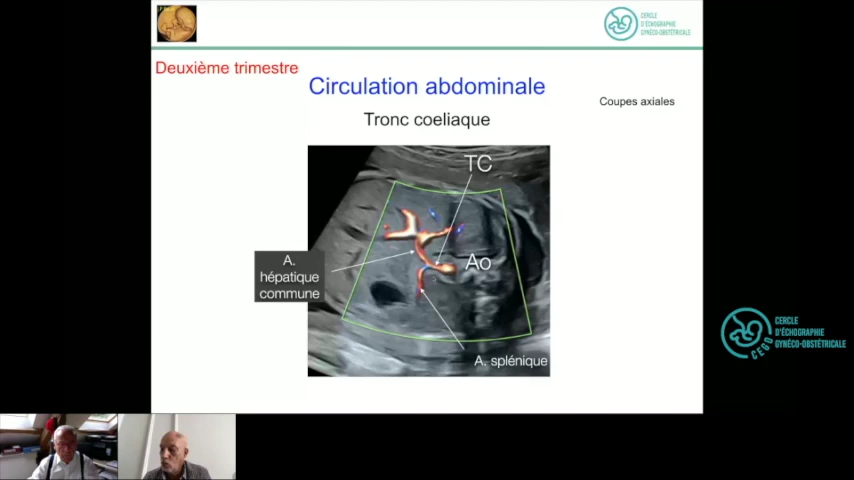 CERCLE
D'ÉCHOGRAPHIE
GYNÉCO-OBSTÉTRICALE
Deuxième trimestre
Circulation abdominale
Coupes axiales
Tronc coeliaque
TC
A.
hépatique
commune
Ao
A. splénique
CERCLE
D'ÉCHOGRAPHIE
GYNÉCO-OBSTÉTRICALE
CEGO